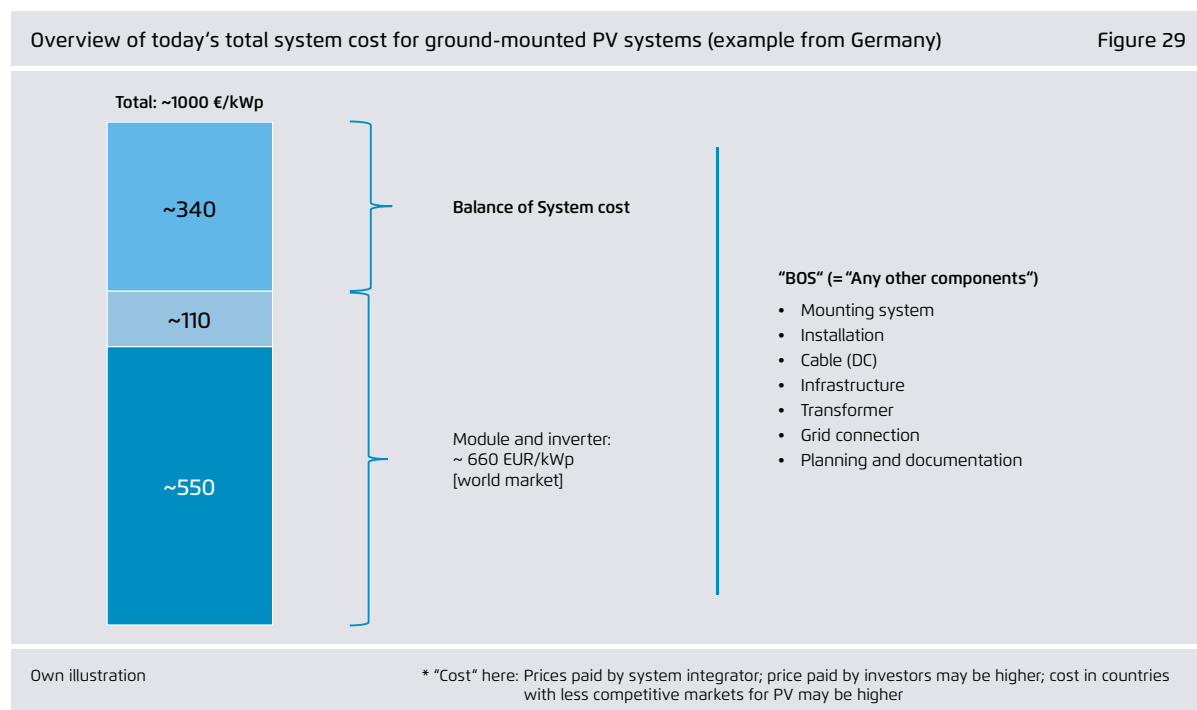 Overview of today's total system cost for ground-mounted PV systems (example from Germany)
Figure 29
Total: ~1000 €/kWp
~340
~110
~550
Balance of System cost
Module and inverter:
~ 660 EUR/kWp
[world market]
“BOS“ (= “Any other components“)
• Mounting system
• Installation
• Cable (DC)
• Infrastructure
• Transformer
• Grid connection
• Planning and documentation
Own illustration
* “Cost“ here: Prices paid by system integrator; price paid by investors may be higher; cost in countries
with less competitive markets for PV may be higher